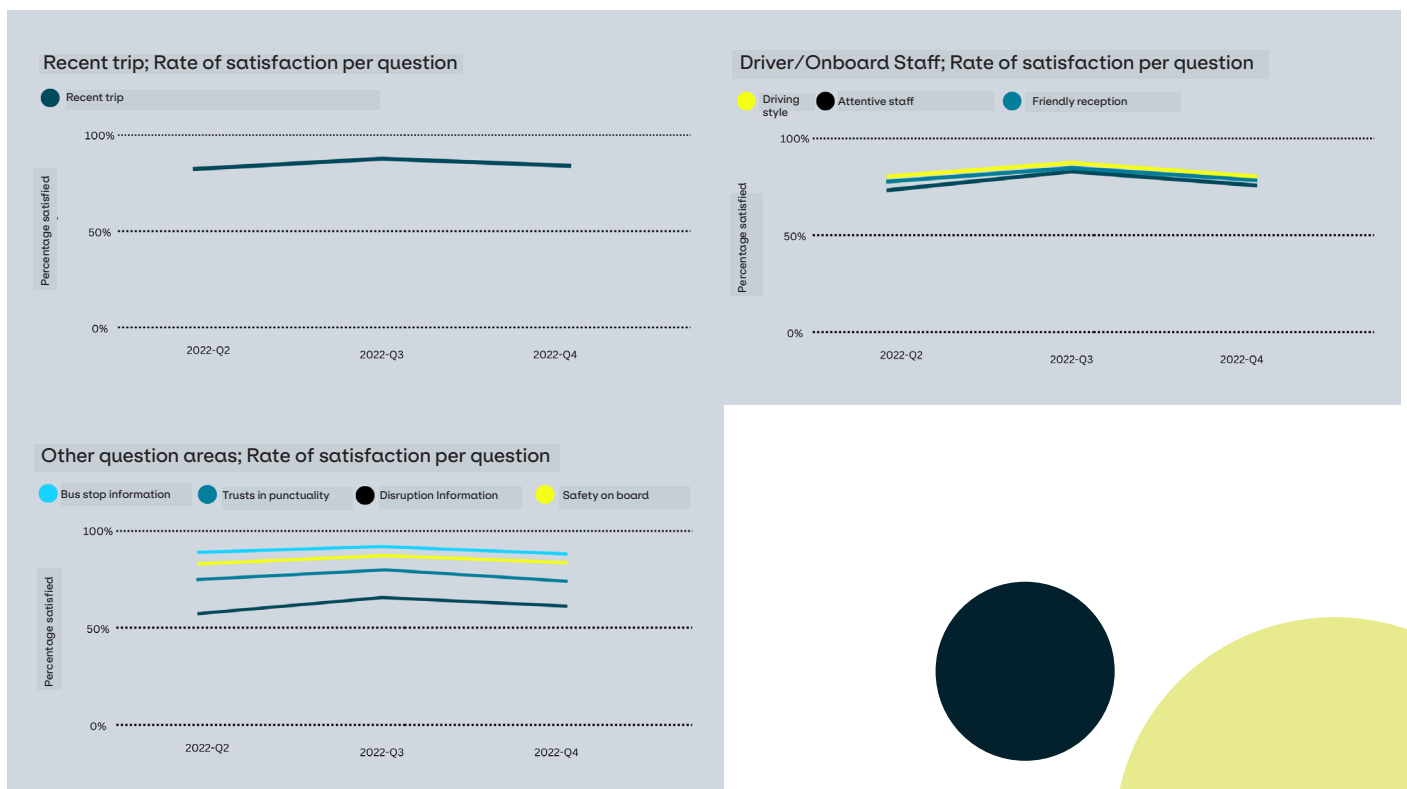 Recent trip; Rate of satisfaction per question
Recent trip
100%
50%
0%
Percentage satisfied
2022-Q2
2022-Q3
2022-Q4
Driver/Onboard Staff; Rate of satisfaction per question
Driving
style
Attentive staff
Friendly reception
100%
50%
0%
Percentage satisfied
2022-Q2
2022-Q3
2022-Q4
Other question areas; Rate of satisfaction per question
Bus stop information
Trusts in punctuality
Disruption Information
Safety on board
100%
50%
0%
Percentage satisfied
2022-Q2
2022-Q3
2022-Q4